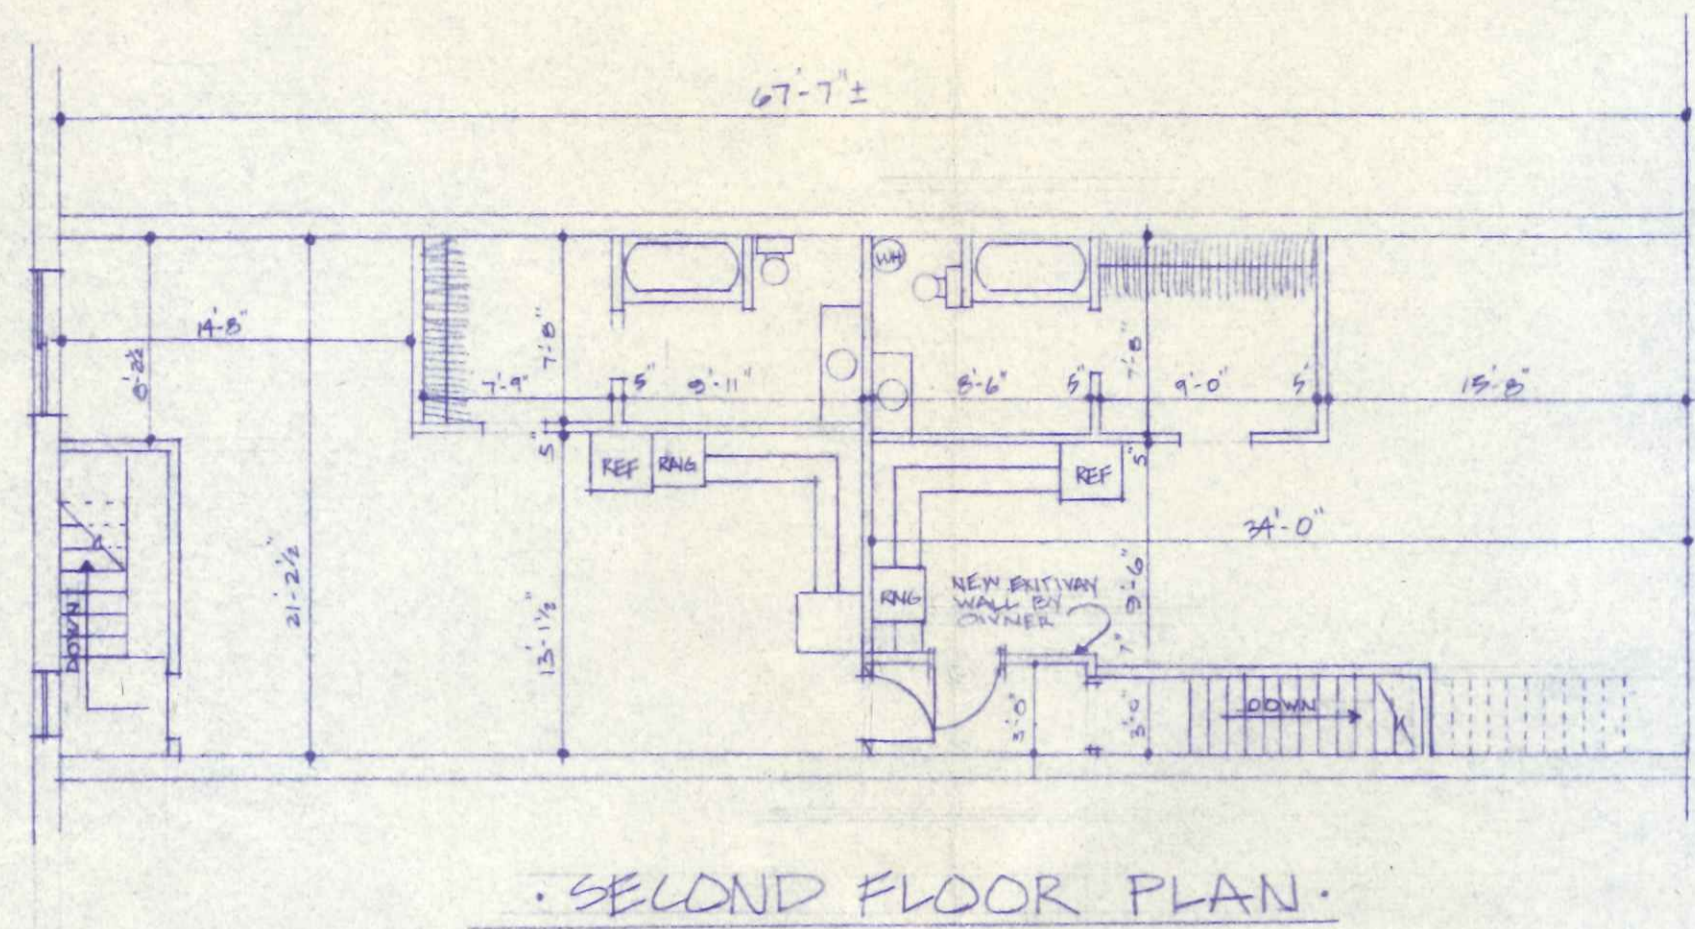 67'-7"±
WH
14'-8"
8'-2½"
7'-8"
7'-9"
5"
9'-11"
8'-6"
5"
7'-8"
9'-0"
5"
15'-8"
5"
REF
RNG
REF
5"
34'-0"
21'-2½"
13'-1½"
RNG
NEW ENTIWAY
WALL BY
OWNER
9'-6"
7"
DOWN
3'-0"
3'-0"
DOWN
·SECOND FLOOR PLAN·